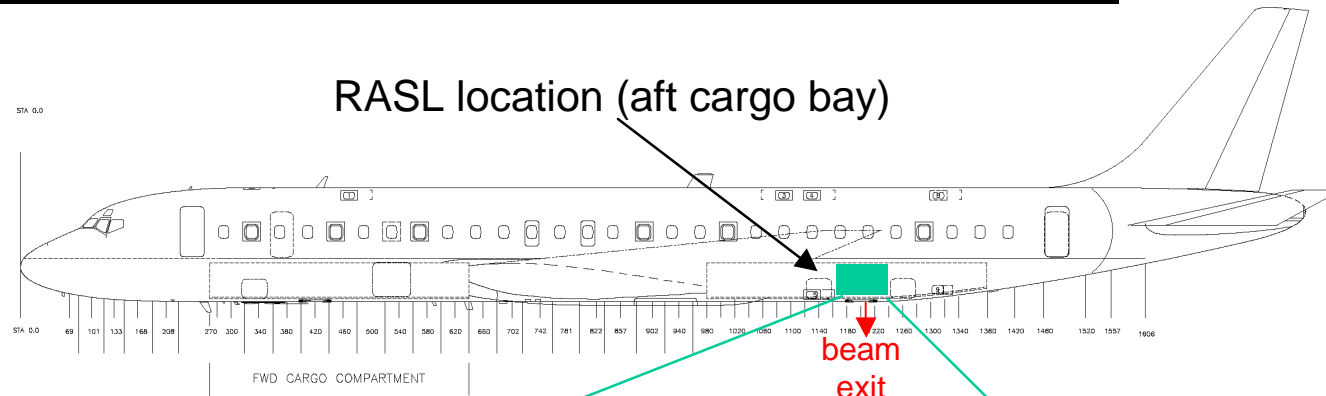 RASL location (aft cargo bay)
STA 0.0
STA 0.0 69 101 133 168 208 270 300 340 380 420 460 500 540 580 620 660 702 742 781 822 857 902 940 980 1020 1060 1100 1140 1180 1220 1260 1300 1340 1380 1420 1460 1520 1557 1606
beam
exit
FWD CARGO COMPARTMENT